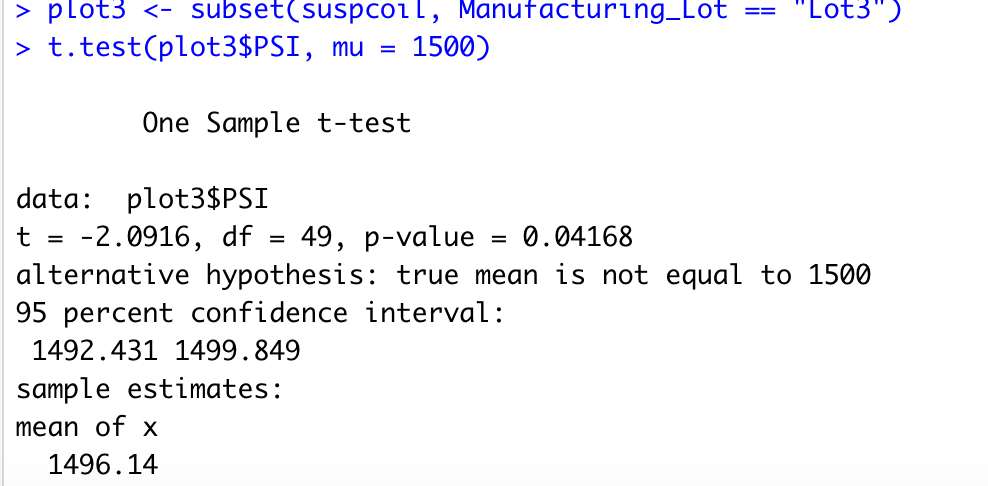 > plot3 <- subset(suspcoil, Manufacturing_Lot == "Lot3")
> t.test(plot3$PSI, mu = 1500)
One Sample t-test
data:  plot3$PSI
t = -2.0916, df = 49, p-value = 0.04168
alternative hypothesis: true mean is not equal to 1500
95 percent confidence interval:
1492.431 1499.849
sample estimates:
mean of x
1496.14